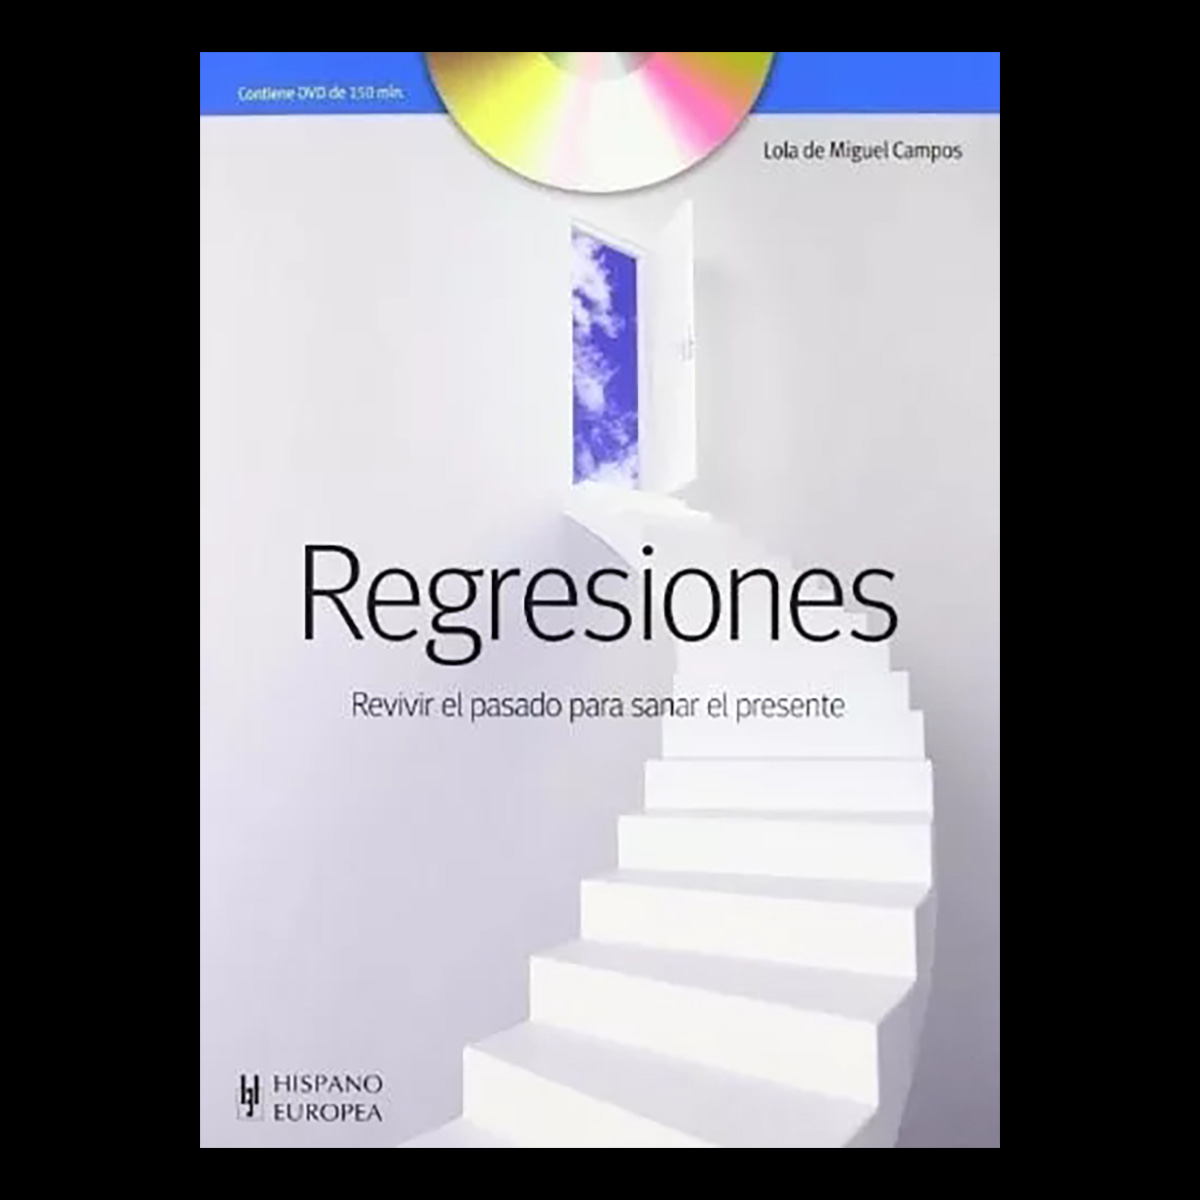 Contiene DVD de 150 min.
Lola de Miguel Campos
Regresiones
Revivir el pasado para sanar el presente
HISPANO
EUROPEA